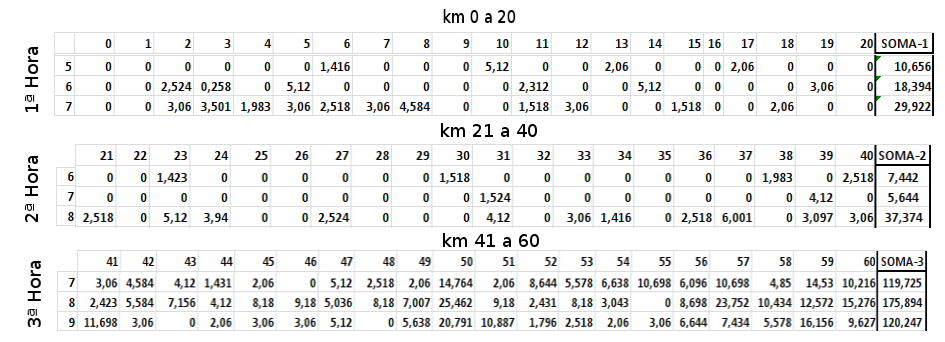 km 0 a 20
1ª Hora
0 1 2 3 4 5 6 7 8 9 10 11 12 13 14 15 16 17 18 19 20 SOMA-1
5 0 0 0 0 0 0 1,416 0 0 0 5,12 0 0 2,06 0 0 0 2,06 0 0 0 10,656
6 0 0 2,524 0,258 0 5,12 0 0 0 0 0 2,312 0 0 5,12 0 0 0 0 3,06 0 18,394
7 0 0 3,06 3,501 1,983 3,06 2,518 3,06 4,584 0 0 1,518 3,06 0 0 1,518 0 0 2,06 0 0 29,922
km 21 a 40
2ª Hora
21 22 23 24 25 26 27 28 29 30 31 32 33 34 35 36 37 38 39 40 SOMA-2
6 0 0 1,423 0 0 0 0 0 0 1,518 0 0 0 0 0 0 0 1,983 0 2,518 7,442
7 0 0 0 0 0 0 0 0 0 0 1,524 0 0 0 0 0 0 0 4,12 0 5,644
8 2,518 0 5,12 3,94 0 0 2,524 0 0 0 4,12 0 3,06 1,416 0 2,518 6,001 0 3,097 3,06 37,374
km 41 a 60
3ª Hora
41 42 43 44 45 46 47 48 49 50 51 52 53 54 55 56 57 58 59 60 SOMA-3
7 3,06 4,584 4,12 1,431 2,06 0 5,12 2,518 2,06 14,764 2,06 8,644 5,578 6,638 10,698 6,096 10,698 4,85 14,53 10,216 119,725
8 2,423 5,584 7,156 4,12 8,18 9,18 5,036 8,18 7,007 25,462 9,18 2,431 8,18 3,043 0 8,698 23,752 10,434 12,572 15,276 175,894
9 11,698 3,06 0 2,06 3,06 3,06 5,12 0 5,638 20,791 10,887 1,796 2,518 2,06 3,06 6,644 7,434 5,578 16,156 9,627 120,247